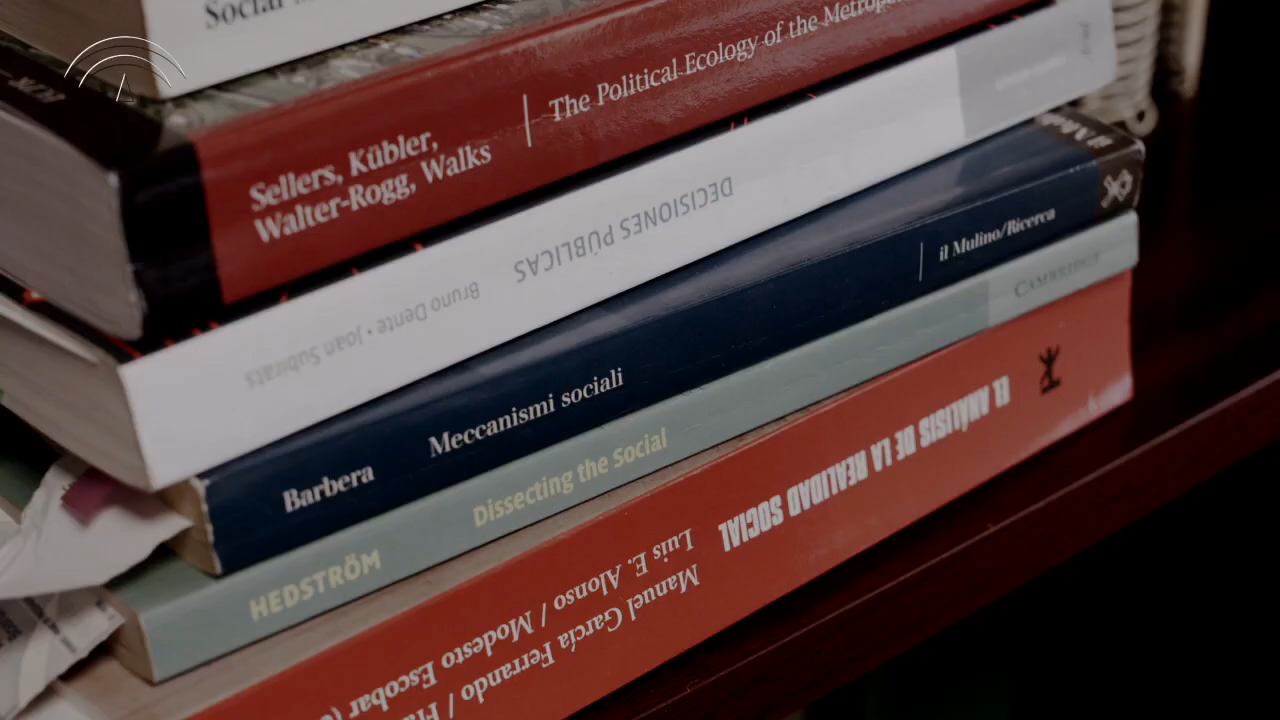 Social
Sellers, Kübler,
Walter-Rogg, Walks
The Political Ecology of the
Bruno Dente • Joan Subirats
DECISIONES PÚBLICAS
Barbera
Meccanismi sociali
il Mulino/Ricerca
HEDSTRÖM
Dissecting the Social
CAMBRIDGE
EL ANÁLISIS DE LA REALIDAD SOCIAL
Manuel García Ferrando /
Luis E. Alonso / Modesto Escobar